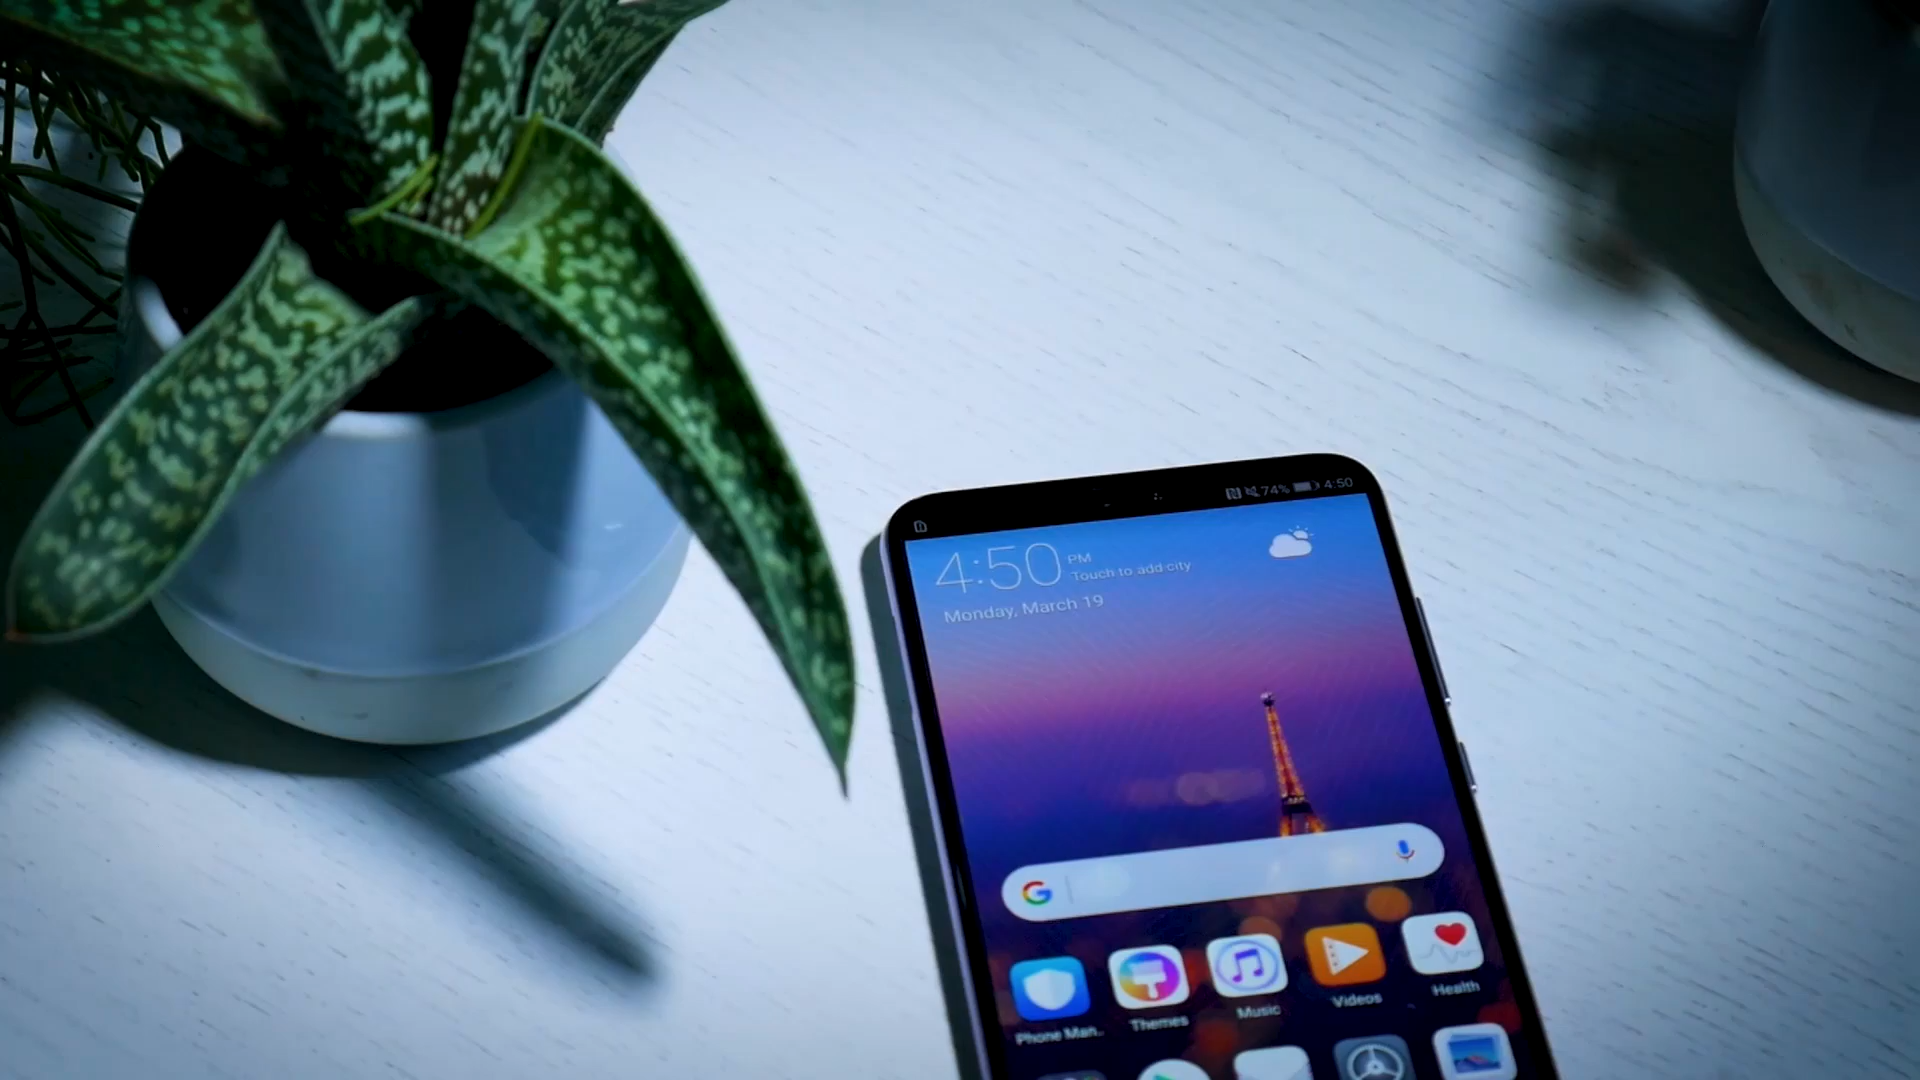 74% 4:50
4:50 PM
Touch to add city
Monday, March 19
G
Phone Man..
Themes
Music
Videos
Health